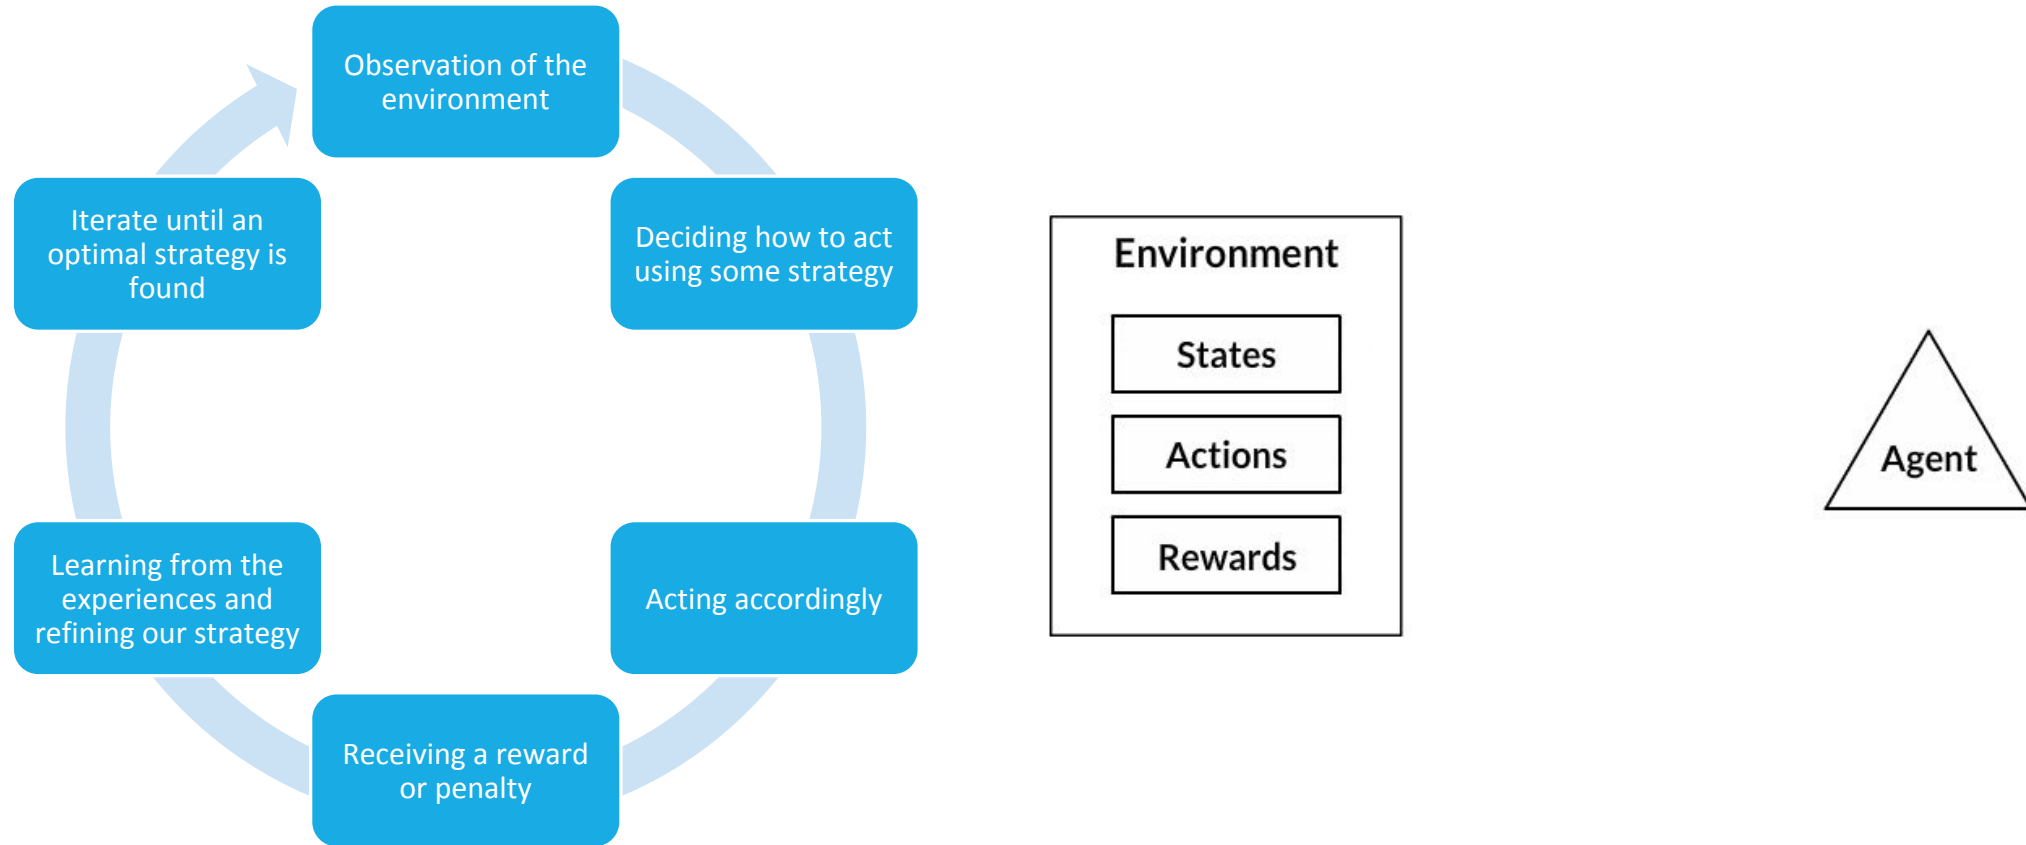 Observation of the
environment
Deciding how to act
using some strategy
Acting accordingly
Receiving a reward
or penalty
Learning from the
experiences and
refining our strategy
Iterate until an
optimal strategy is
found
Environment
States
Actions
Rewards
Agent